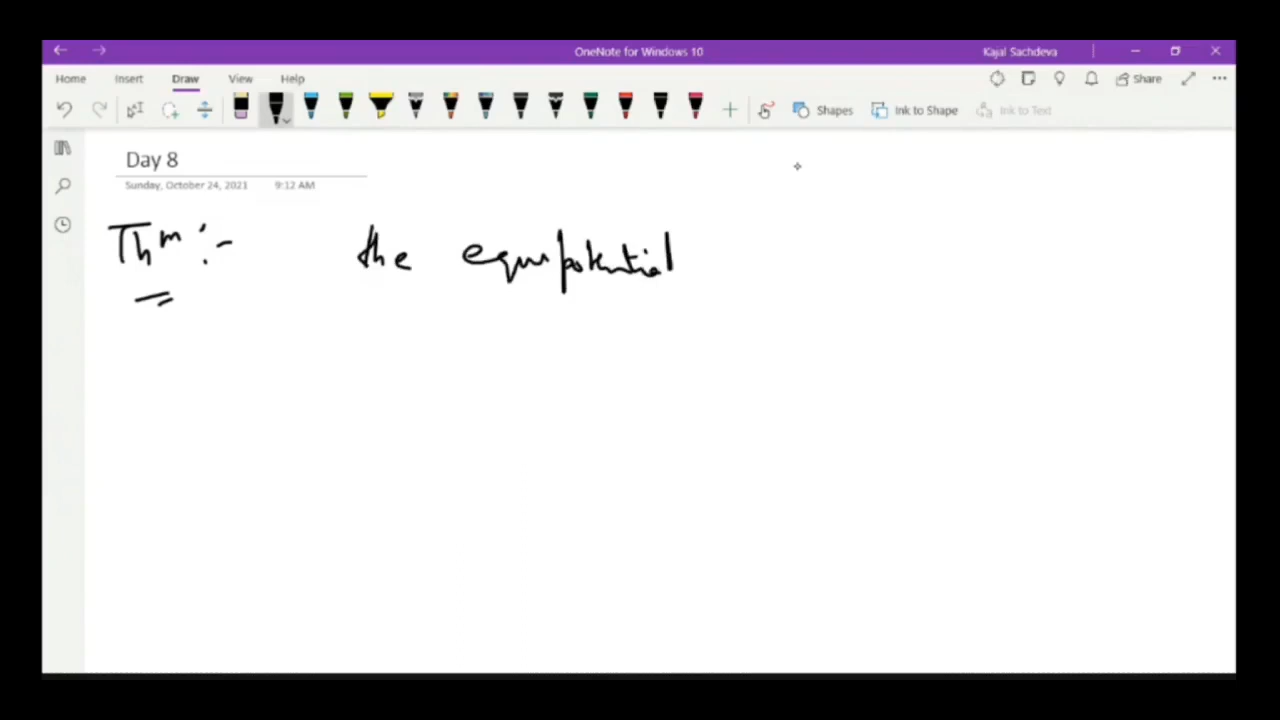 OneNote for Windows 10
Kajal Sachdeva
Home Insert Draw View Help
Share
Shapes Ink to Shape Ink to Text
Day 8
Sunday, October 24, 2021 9:12 AM
Thm :- the equipotential